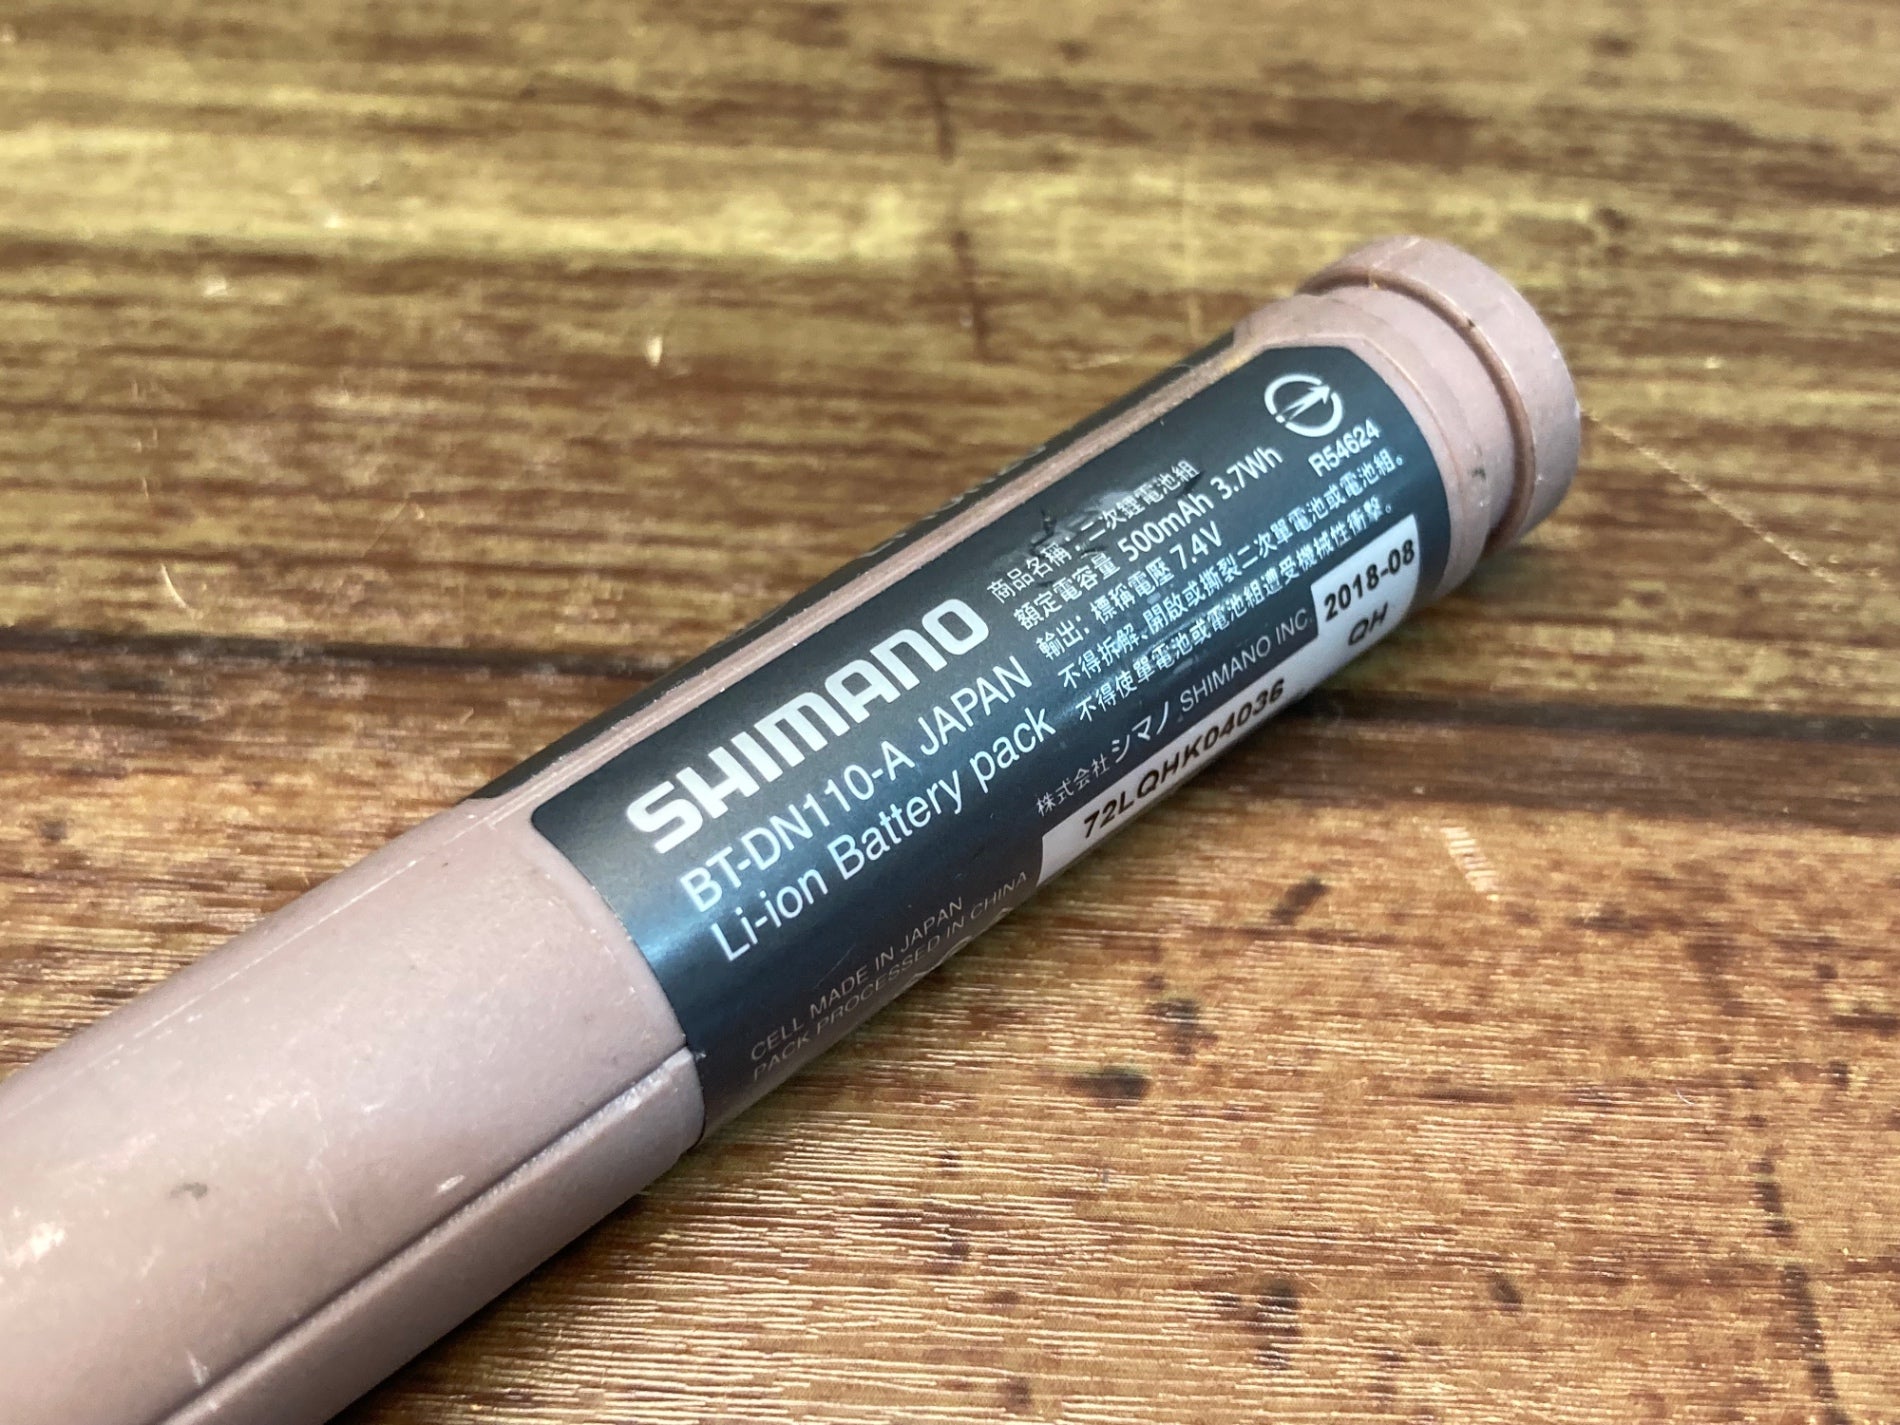 SHIMANO
BT-DN110-A JAPAN
Li-ion Battery pack
CELL MADE IN JAPAN
PACK PROCESSED IN CHINA
商品名稱:二次鋰電池組
額定電容量 500mAh 3.7Wh
輸出: 標稱電壓 7.4V
不得拆解、開啟或撕裂二次單電池或電池組。
不得使單電池或電池組遭受機械性衝擊。
株式会社シマノ SHIMANO INC.
R54624
2018-08
QH
72LQHK04036